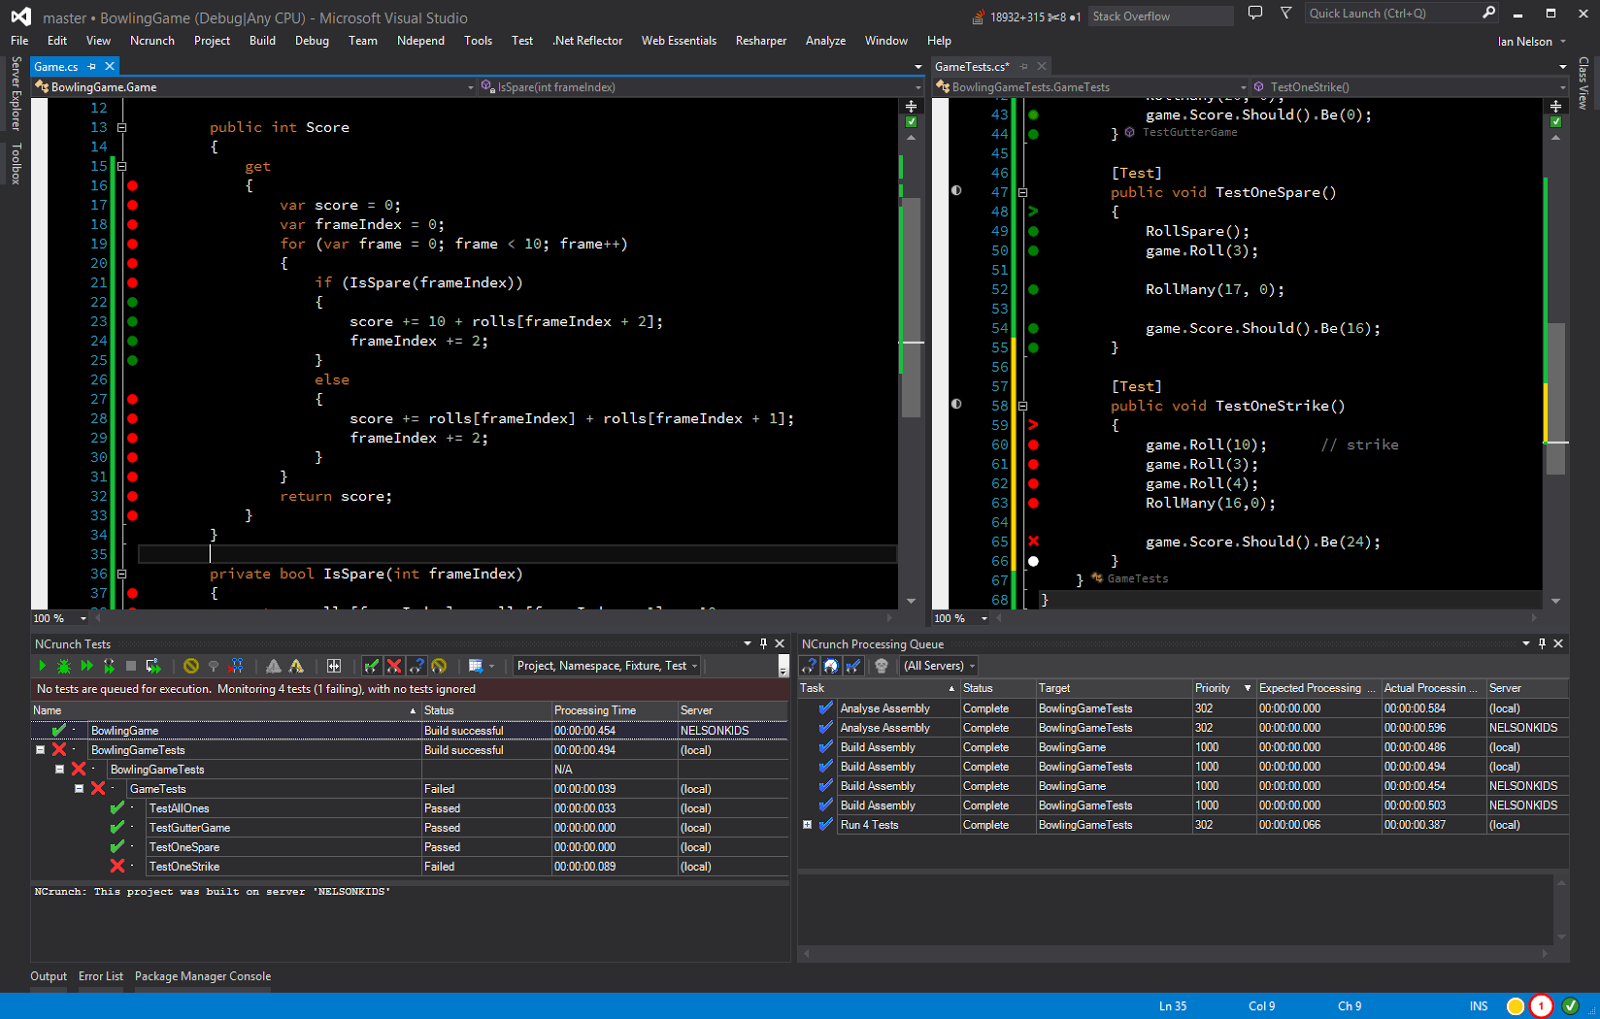 master • BowlingGame (Debug|Any CPU) - Microsoft Visual Studio
18932+315 8 1
Stack Overflow
Quick Launch (Ctrl+Q)
File Edit View Ncrunch Project Build Debug Team Ndepend Tools Test .Net Reflector Web Essentials Resharper Analyze Window Help
Ian Nelson
Server Explorer
Toolbox
Class View
Game.cs
BowlingGame.Game
IsSpare(int frameIndex)
12
13 public int Score
14 {
15 get
16 {
17 var score = 0;
18 var frameIndex = 0;
19 for (var frame = 0; frame < 10; frame++)
20 {
21 if (IsSpare(frameIndex))
22 {
23 score += 10 + rolls[frameIndex + 2];
24 frameIndex += 2;
25 }
26 else
27 {
28 score += rolls[frameIndex] + rolls[frameIndex + 1];
29 frameIndex += 2;
30 }
31 }
32 return score;
33 }
34 }
35
36 private bool IsSpare(int frameIndex)
37 {
100 %
GameTests.cs*
BowlingGameTests.GameTests
TestOneStrike()
43 game.Score.Should().Be(0);
44 } TestGutterGame
45
46 [Test]
47 public void TestOneSpare()
48 {
49 RollSpare();
50 game.Roll(3);
51
52 RollMany(17, 0);
53
54 game.Score.Should().Be(16);
55 }
56
57 [Test]
58 public void TestOneStrike()
59 {
60 game.Roll(10); // strike
61 game.Roll(3);
62 game.Roll(4);
63 RollMany(16,0);
64
65 game.Score.Should().Be(24);
66 }
67 } GameTests
68 }
100 %
NCrunch Tests
Project, Namespace, Fixture, Test
No tests are queued for execution. Monitoring 4 tests (1 failing), with no tests ignored
Name Status Processing Time Server
BowlingGame Build successful 00:00:00.454 NELSONKIDS
BowlingGameTests Build successful 00:00:00.494 (local)
BowlingGameTests N/A
GameTests Failed 00:00:00.039 (local)
TestAllOnes Passed 00:00:00.033 (local)
TestGutterGame Passed 00:00:00.000 (local)
TestOneSpare Passed 00:00:00.000 (local)
TestOneStrike Failed 00:00:00.089 (local)
NCrunch: This project was built on server 'NELSONKIDS'
NCrunch Processing Queue
(All Servers)
Task Status Target Priority Expected Processing ... Actual Processin ... Server
Analyse Assembly Complete BowlingGameTests 302 00:00:00.000 00:00:00.584 (local)
Analyse Assembly Complete BowlingGameTests 302 00:00:00.000 00:00:00.596 NELSONKIDS
Build Assembly Complete BowlingGame 1000 00:00:00.000 00:00:00.486 (local)
Build Assembly Complete BowlingGameTests 1000 00:00:00.000 00:00:00.494 (local)
Build Assembly Complete BowlingGame 1000 00:00:00.000 00:00:00.454 NELSONKIDS
Build Assembly Complete BowlingGameTests 1000 00:00:00.000 00:00:00.503 NELSONKIDS
Run 4 Tests Complete BowlingGameTests 302 00:00:00.066 00:00:00.387 (local)
Output Error List Package Manager Console
Ln 35 Col 9 Ch 9 INS 1